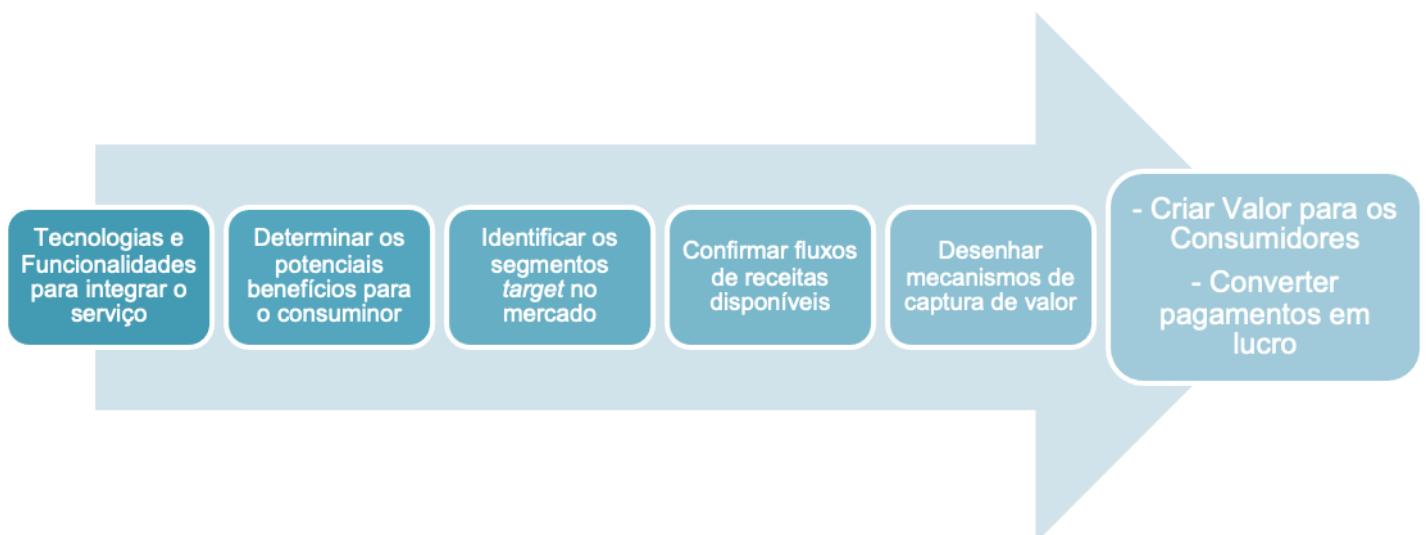 Tecnologias e
Funcionalidades
para integrar o
serviço
Determinar os
potenciais
benefícios para
o consuminor
Identificar os
segmentos
target no
mercado
Confirmar fluxos
de receitas
disponíveis
Desenhar
mecanismos de
captura de valor
- Criar Valor para os
Consumidores
- Converter
pagamentos em
lucro